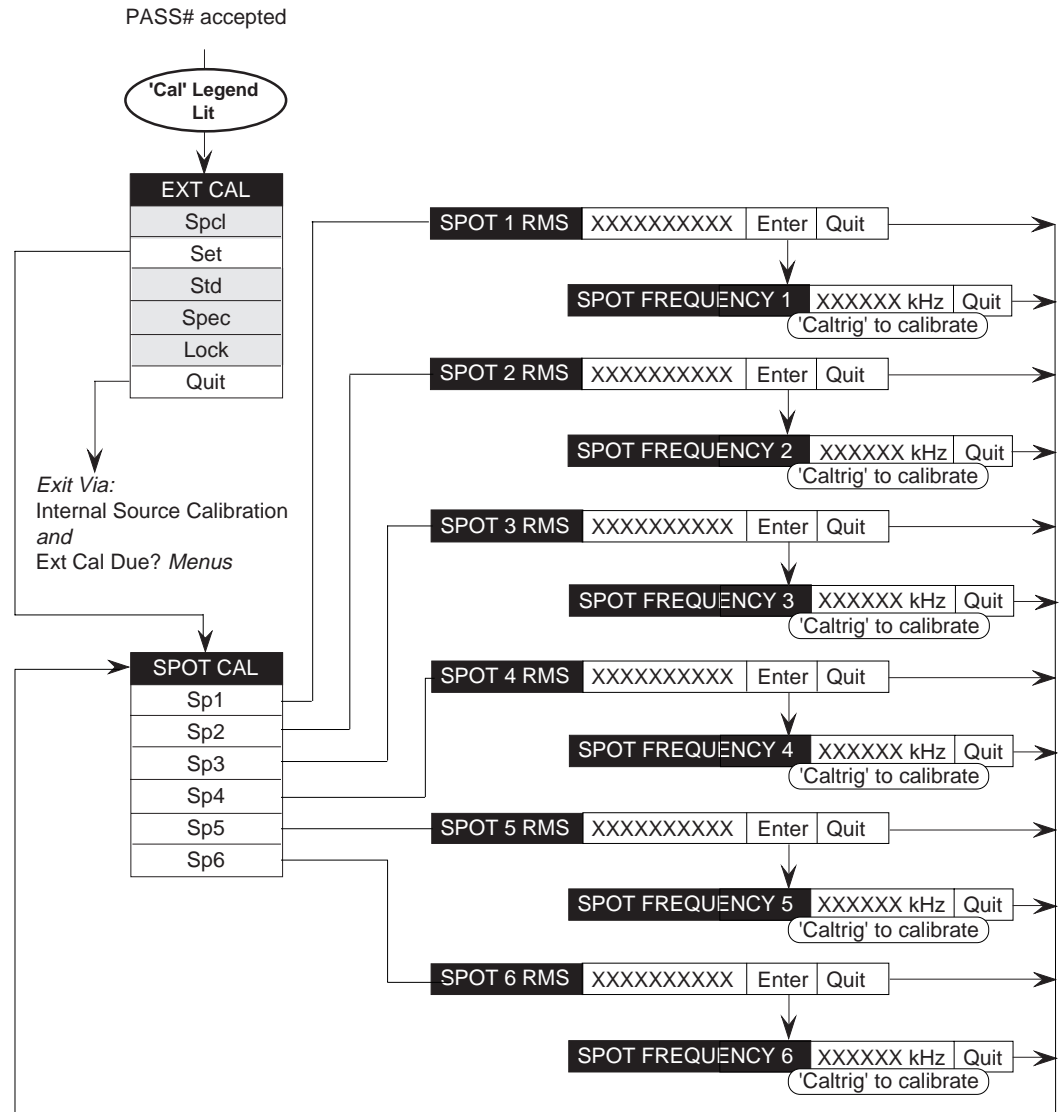 PASS# accepted
'Cal' Legend
Lit
EXT CAL
Spcl
Set
Std
Spec
Lock
Quit
Exit Via:
Internal Source Calibration
and
Ext Cal Due? Menus
SPOT CAL
Sp1
Sp2
Sp3
Sp4
Sp5
Sp6
SPOT 1 RMS XXXXXXXXXX Enter Quit
SPOT FREQUENCY 1 XXXXXX kHz Quit
'Caltrig' to calibrate
SPOT 2 RMS XXXXXXXXXX Enter Quit
SPOT FREQUENCY 2 XXXXXX kHz Quit
'Caltrig' to calibrate
SPOT 3 RMS XXXXXXXXXX Enter Quit
SPOT FREQUENCY 3 XXXXXX kHz Quit
'Caltrig' to calibrate
SPOT 4 RMS XXXXXXXXXX Enter Quit
SPOT FREQUENCY 4 XXXXXX kHz Quit
'Caltrig' to calibrate
SPOT 5 RMS XXXXXXXXXX Enter Quit
SPOT FREQUENCY 5 XXXXXX kHz Quit
'Caltrig' to calibrate
SPOT 6 RMS XXXXXXXXXX Enter Quit
SPOT FREQUENCY 6 XXXXXX kHz Quit
'Caltrig' to calibrate